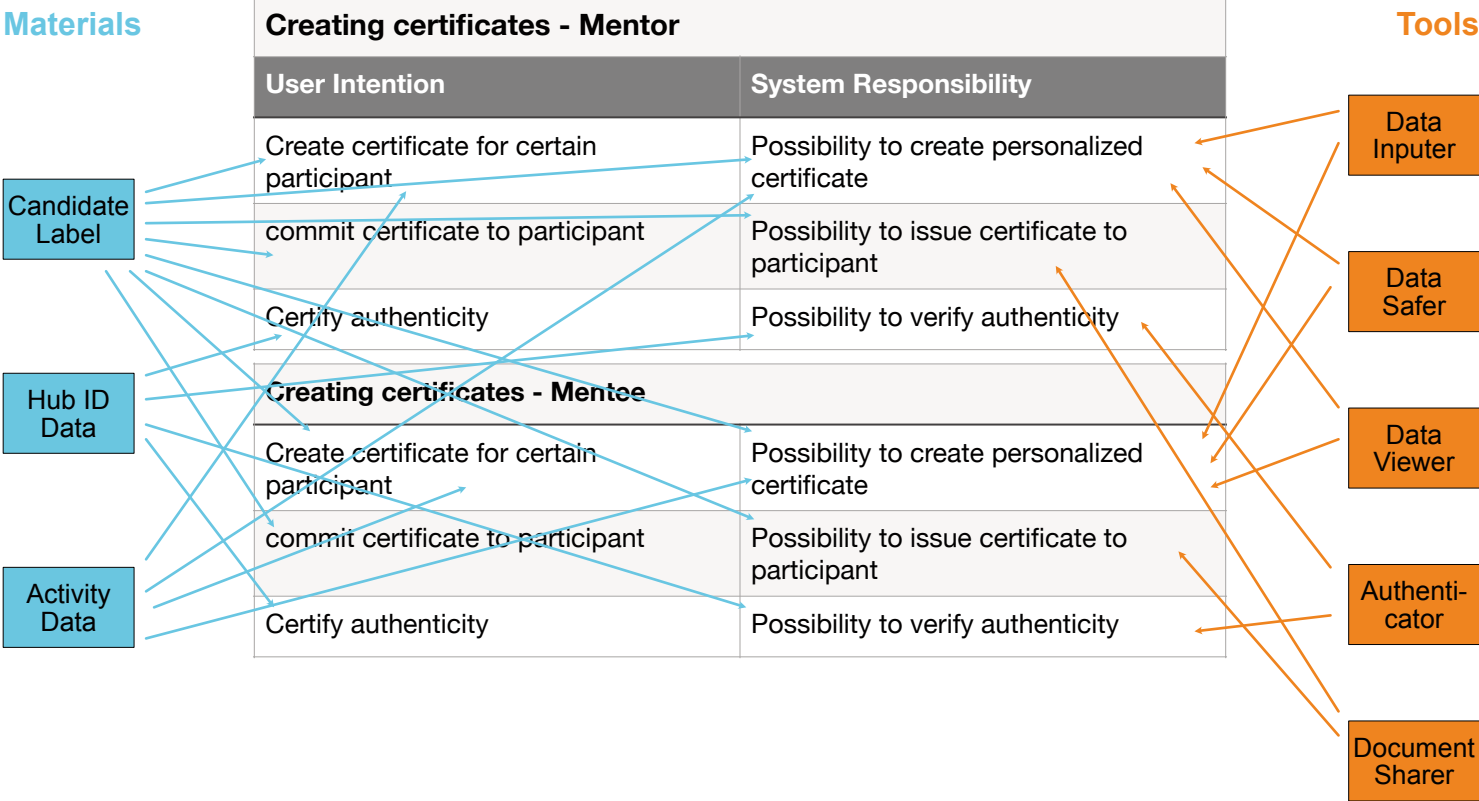 Materials
Creating certificates - Mentor
Tools
User Intention
System Responsibility
Create certificate for certain
participant
Possibility to create personalized
certificate
commit certificate to participant
Possibility to issue certificate to
participant
Certify authenticity
Possibility to verify authenticity
Creating certificates - Mentee
Create certificate for certain
participant
Possibility to create personalized
certificate
commit certificate to participant
Possibility to issue certificate to
participant
Certify authenticity
Possibility to verify authenticity
Candidate
Label
Hub ID
Data
Activity
Data
Data
Inputer
Data
Safer
Data
Viewer
Authenti-
cator
Document
Sharer